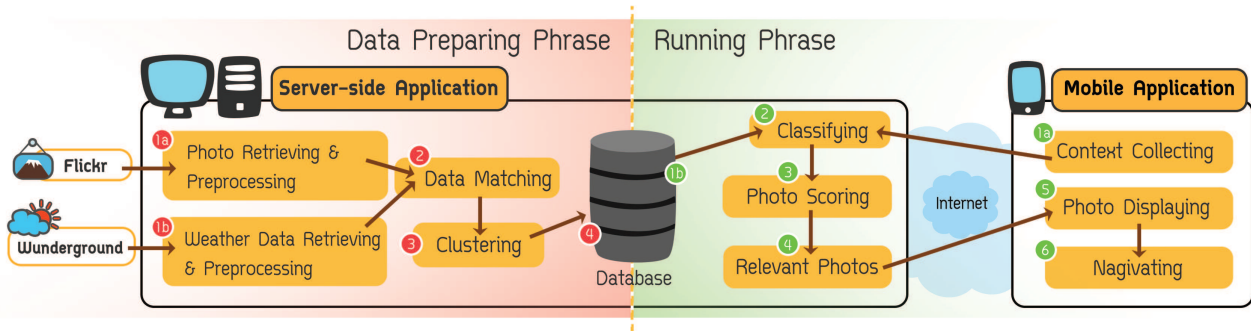 Data Preparing Phrase
Running Phrase
Server-side Application
Mobile Application
Flickr
Wunderground
1a
Photo Retrieving &
Preprocessing
1b
Weather Data Retrieving
& Preprocessing
2
Data Matching
3
Clustering
4
Database
1b
2
Classifying
3
Photo Scoring
4
Relevant Photos
Internet
1a
Context Collecting
5
Photo Displaying
6
Nagivating